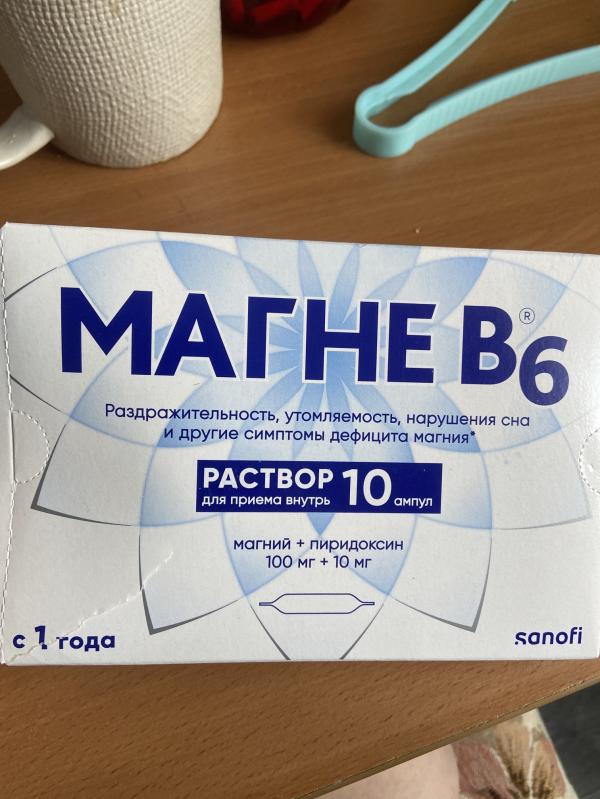 МАГНЕ B6®
Раздражительность, утомляемость, нарушения сна
и другие симптомы дефицита магния*
РАСТВОР
для приема внутрь
10 ампул
магний + пиридоксин
100 мг + 10 мг
с 1 года
sanofi